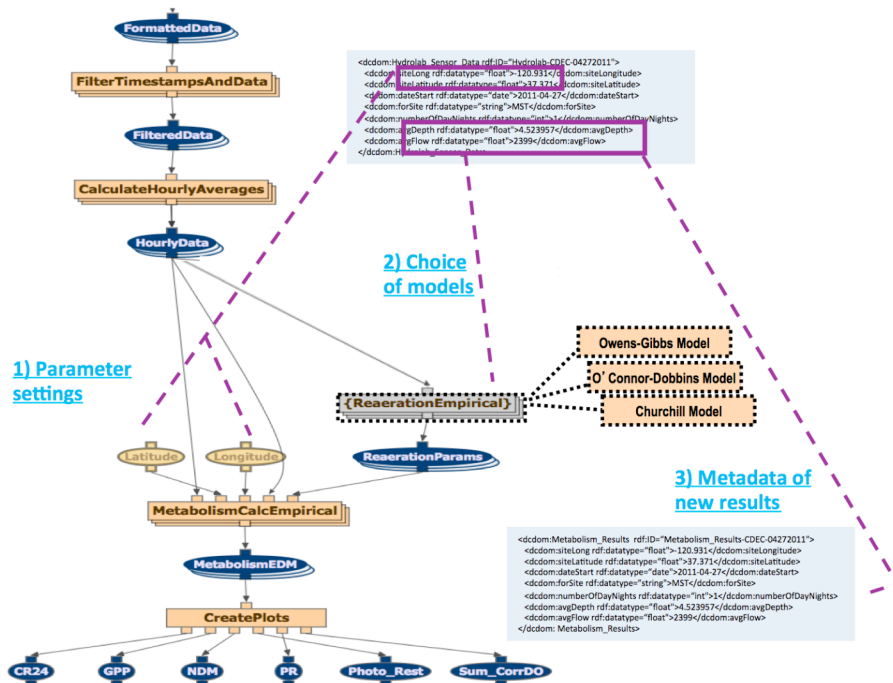 FormattedData
FilterTimestampsAndData
FilteredData
CalculateHourlyAverages
HourlyData
<dcdom:Hydrolab_Sensor_Data rdf:ID="Hydrolab-CDEC-04272011">
<dcdom:siteLong rdf:datatype="float">-120.931</dcdom:siteLongitude>
<dcdom:siteLatitude rdf:datatype="float">37.371</dcdom:siteLatitude>
<dcdom:dateStart rdf:datatype="date">2011-04-27</dcdom:dateStart>
<dcdom:forSite rdf:datatype="string">MST</dcdom:forSite>
<dcdom:numberOfDayNights rdf:datatype="int">1</dcdom:numberOfDayNights>
<dcdom:avgDepth rdf:datatype="float">4.523957</dcdom:avgDepth>
<dcdom:avgFlow rdf:datatype="float">2399</dcdom:avgFlow>
</dcdom:Hydrolab_Sensor_Data>
2) Choice
of models
1) Parameter
settings
Owens-Gibbs Model
O' Connor-Dobbins Model
Churchill Model
{ReaerationEmpirical}
Latitude
Longitude
ReaerationParams
3) Metadata of
new results
MetabolismCalcEmpirical
MetabolismEDM
CreatePlots
CR24
GPP
NDM
PR
Photo_Rest
Sum_CorrDO
<dcdom:Metabolism_Results rdf:ID="Metabolism_Results-CDEC-04272011">
<dcdom:siteLong rdf:datatype="float">-120.931</dcdom:siteLongitude>
<dcdom:siteLatitude rdf:datatype="float">37.371</dcdom:siteLatitude>
<dcdom:dateStart rdf:datatype="date">2011-04-27</dcdom:dateStart>
<dcdom:forSite rdf:datatype="string">MST</dcdom:forSite>
<dcdom:numberOfDayNights rdf:datatype="int">1</dcdom:numberOfDayNights>
<dcdom:avgDepth rdf:datatype="float">4.523957</dcdom:avgDepth>
<dcdom:avgFlow rdf:datatype="float">2399</dcdom:avgFlow>
</dcdom: Metabolism_Results>